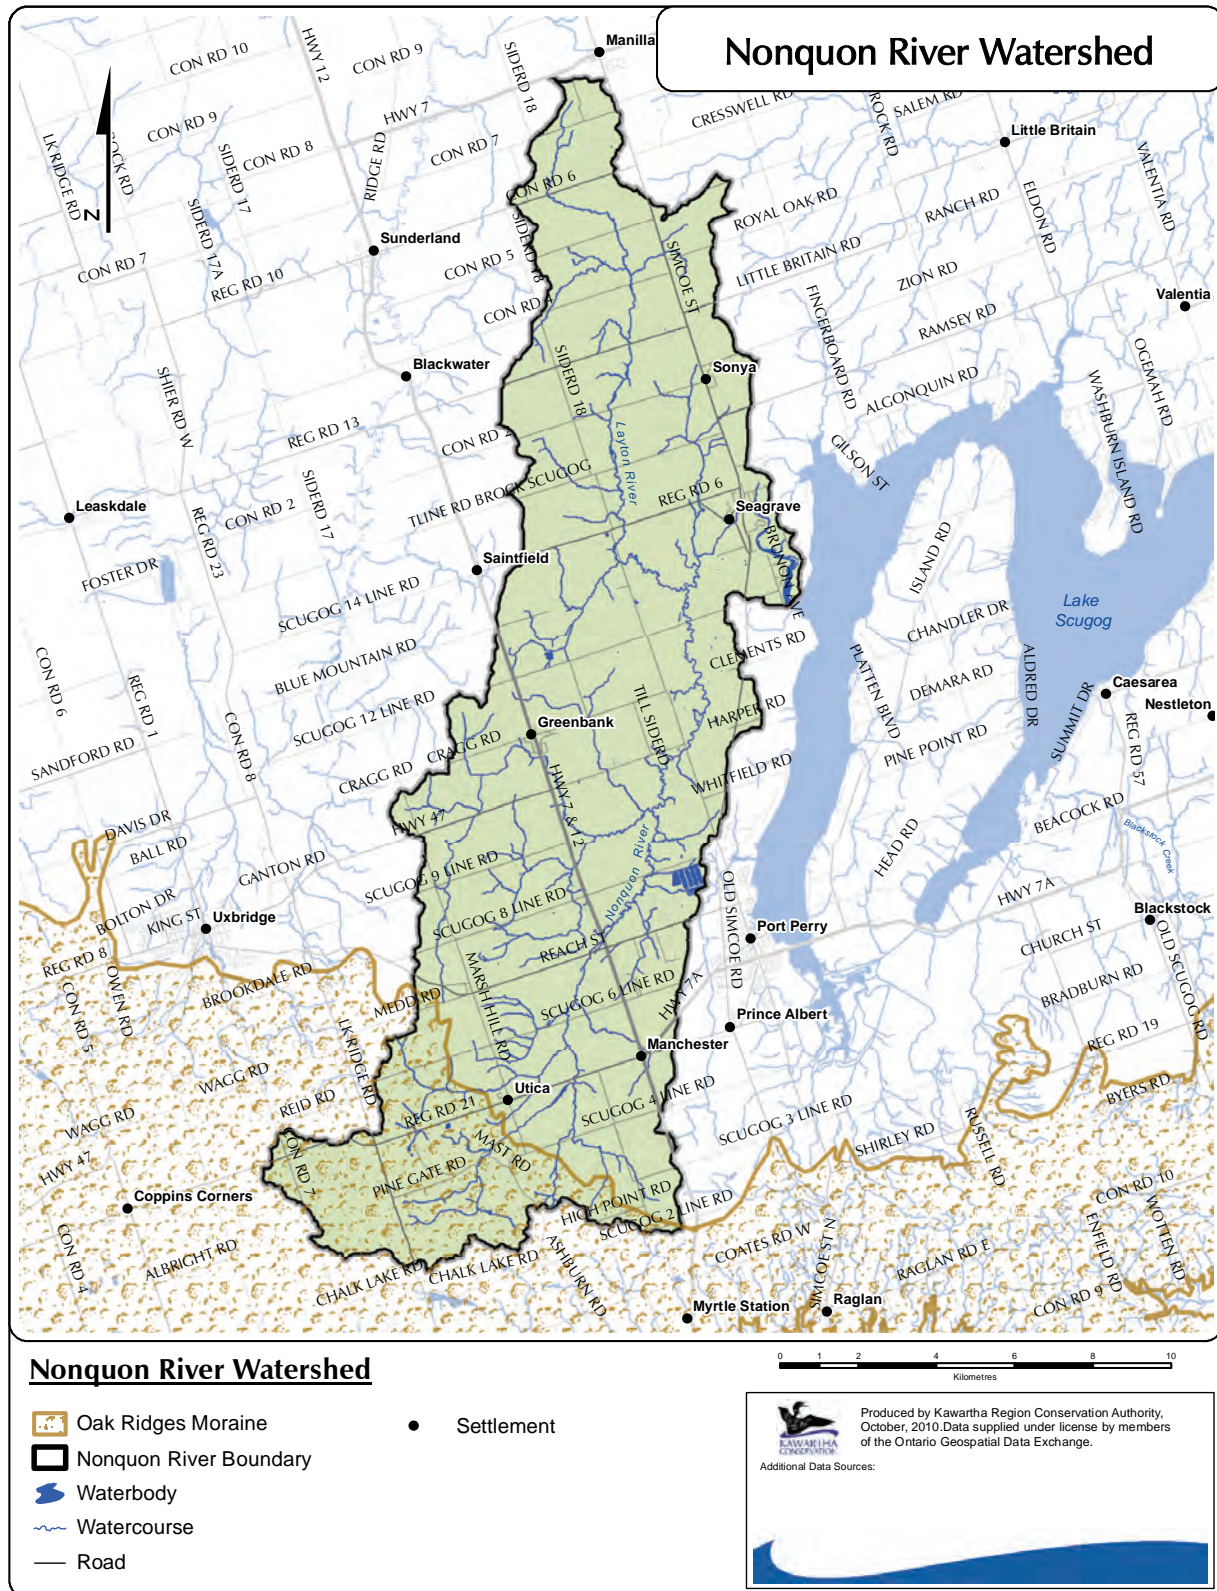 Nonquon River Watershed
CON RD 10
HWY 12
CON RD 9
SIDERD 18
Manilla
CRESSWELL RD
SALEM RD
HWY 7
CON RD 9
CON RD 8
CON RD 7
LK RIDGE RD
SIDERD 17
RIDGE RD
Little Britain
VALENTIA RD
CON RD 6
ROYAL OAK RD
RANCH RD
ELDON RD
N
SIDERD 17A
Sunderland
SIDERD 18
SIMCOE ST
CON RD 7
REG RD 10
CON RD 5
LITTLE BRITAIN RD
ZION RD
CON RD 4
Valentia
FINGERBOARD RD
RAMSEY RD
SHIER RD W
Blackwater
SIDERD 18
Sonya
ALGONQUIN RD
OGEMAH RD
WASHBURN ISLAND RD
REG RD 13
CON RD 2
Layton River
GILSON ST
TLINE RD BROCK SCUGOG
REG RD 6
Leaskdale
CON RD 2
SIDERD 17
REG RD 23
Seagrave
ISLAND RD
Saintfield
FOSTER DR
SCUGOG 14 LINE RD
Lake
Scugog
CHANDLER DR
CON RD 6
BLUE MOUNTAIN RD
CLEMENTS RD
PLATTEN BLVD
ALDRED DR
DEMARA RD
Caesarea
Nestleton
REG RD 1
SCUGOG 12 LINE RD
TILL SIDERD
HARPER RD
SUMMIT DR
REG RD 57
Greenbank
CON RD 8
CRAGG RD
PINE POINT RD
SANDFORD RD
CRAGG RD
HWY 7 & 12
WHITFIELD RD
HWY 47
DAVIS DR
BALL RD
BEACOCK RD
Blackstock Creek
GANTON RD
SCUGOG 9 LINE RD
Nonquon River
HEAD RD
HWY 7A
BOLTON DR
KING ST
Uxbridge
SCUGOG 8 LINE RD
OLD SIMCOE RD
Port Perry
Blackstock
REACH ST
CHURCH ST
REG RD 8
OWEN RD
BROOKDALE RD
MEDD RD
MARSH HILL RD
SCUGOG 6 LINE RD
HWY 7A
BRADBURN RD
OLD SCUGOG RD
CON RD 5
LK RIDGE RD
Prince Albert
REG RD 19
Manchester
WAGG RD
REID RD
Utica
REG RD 21
SCUGOG 4 LINE RD
SCUGOG 3 LINE RD
BYERS RD
WAGG RD
SHIRLEY RD
RUSSELL RD
HWY 47
MAST RD
PINE GATE RD
Coppins Corners
HIGH POINT RD
SCUGOG 2 LINE RD
CON RD 10
WOTTEN RD
ENFIELD RD
CON RD 4
ALBRIGHT RD
CHALK LAKE RD
CHALK LAKE RD
ASHBURN RD
COATES RD W
SIMCOE ST N
RAGLAN RD E
CON RD 9
Myrtle Station
Raglan
Nonquon River Watershed
Oak Ridges Moraine
Nonquon River Boundary
Waterbody
Watercourse
Road
Settlement
0 1 2 4 6 8 10
Kilometres
KAWARTHA
CONSERVATION
Produced by Kawartha Region Conservation Authority,
October, 2010.Data supplied under license by members
of the Ontario Geospatial Data Exchange.
Additional Data Sources: